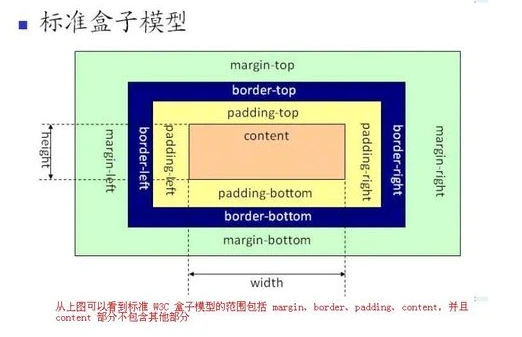 标准盒子模型
margin-top
border-top
padding-top
content
height
margin-left
border-left
padding-left
padding-right
border-right
margin-right
padding-bottom
border-bottom
margin-bottom
width
从上图可以看到标准 W3C 盒子模型的范围包括 margin、border、padding、content，并且
content 部分不包含其他部分